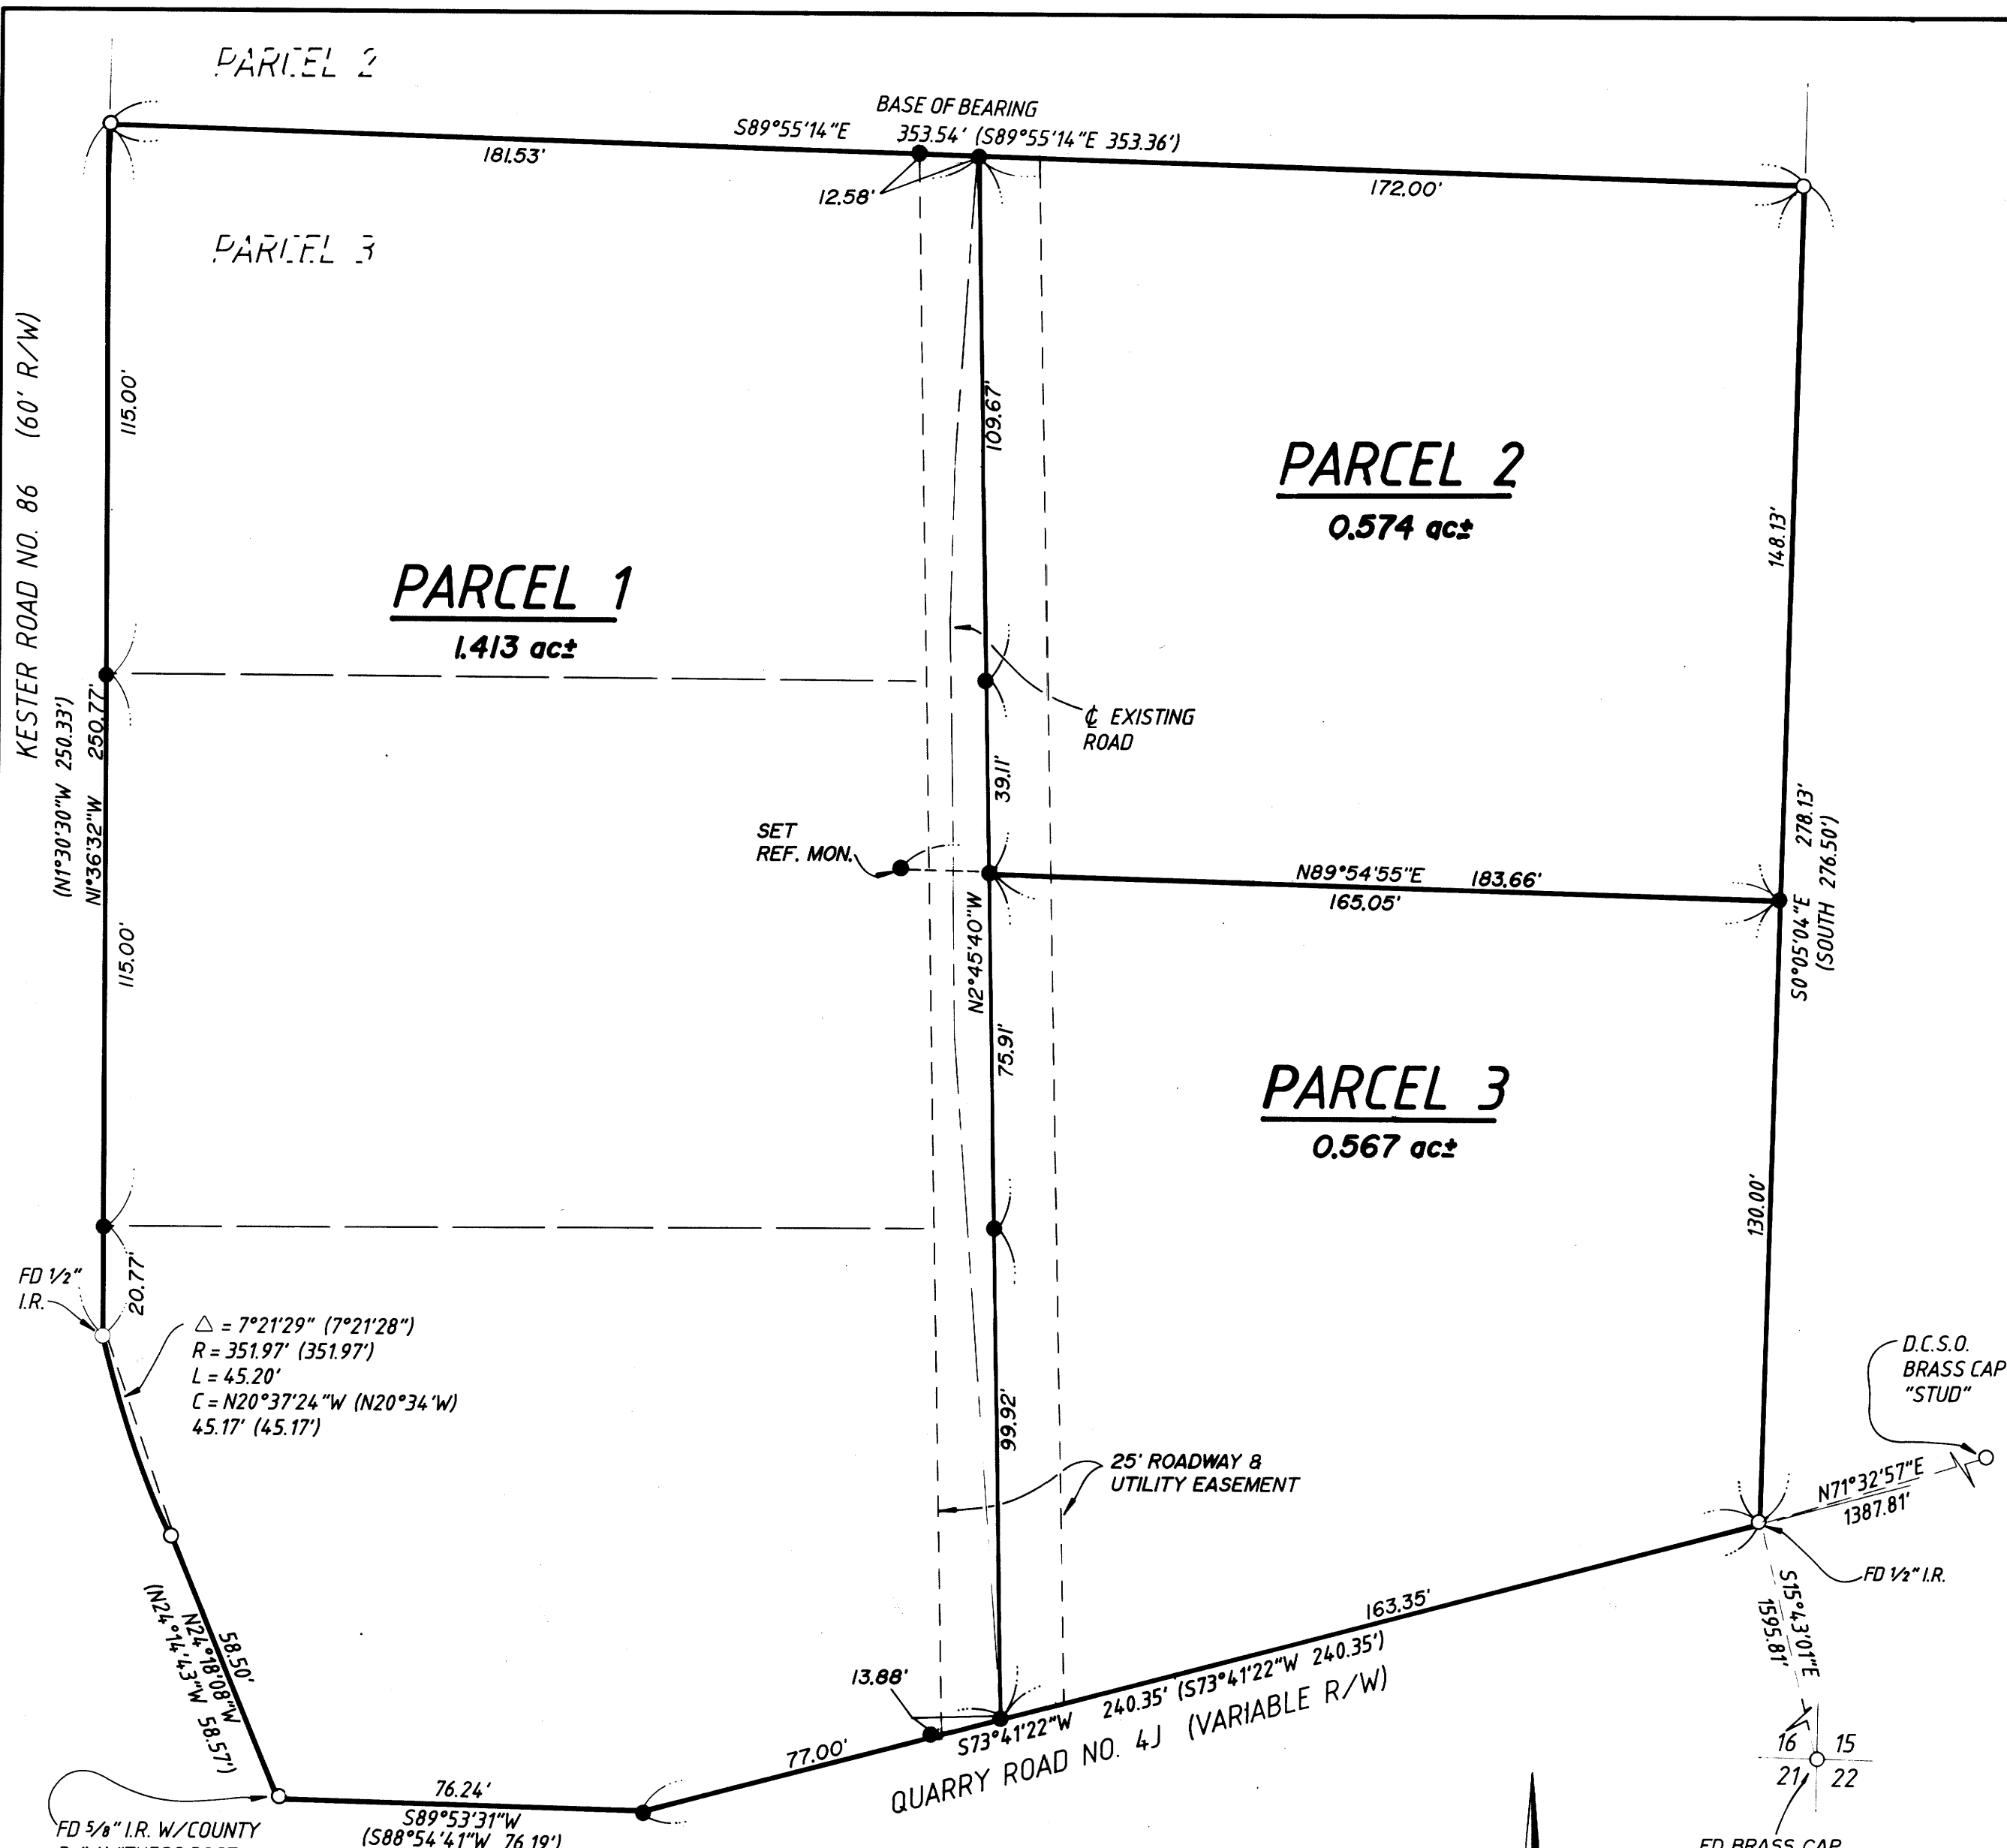 PARCEL 2
BASE OF BEARING
S89°55'14"E 353.54' (S89°55'14"E 353.36')
181.53'
12.58'
172.00'
PARCEL 3
KESTER ROAD NO. 86 (60' R/W)
115.00'
109.67'
PARCEL 2
0.574 ac±
148.13'
PARCEL 1
1.413 ac±
(N1°30'30"W 250.33')
N1°36'32"W 250.77'
℄ EXISTING
ROAD
39.11'
SET
REF. MON.
N89°54'55"E 183.66'
165.05'
S0°05'04"E 278.13'
(SOUTH 276.50')
115.00'
N2°45'40"W
75.91'
PARCEL 3
0.567 ac±
130.00'
FD 1/2"
I.R.
20.77'
△ = 7°21'29" (7°21'28")
R = 351.97' (351.97')
L = 45.20'
C = N20°37'24"W (N20°34'W)
45.17' (45.17')
99.92'
25' ROADWAY &
UTILITY EASEMENT
D.C.S.O.
BRASS CAP
"STUD"
N71°32'57"E
1387.81'
FD 1/2" I.R.
S15°43'01"E
1595.81'
58.50'
N24°18'08"W
(N24°14'43"W 58.57')
163.35'
13.88'
S73°41'22"W 240.35' (S73°41'22"W 240.35')
77.00'
QUARRY ROAD NO. 4J (VARIABLE R/W)
16 15
21 22
76.24'
S89°53'31"W
(S88°54'41"W 76.19')
FD 5/8" I.R. W/COUNTY
FD BRASS CAP